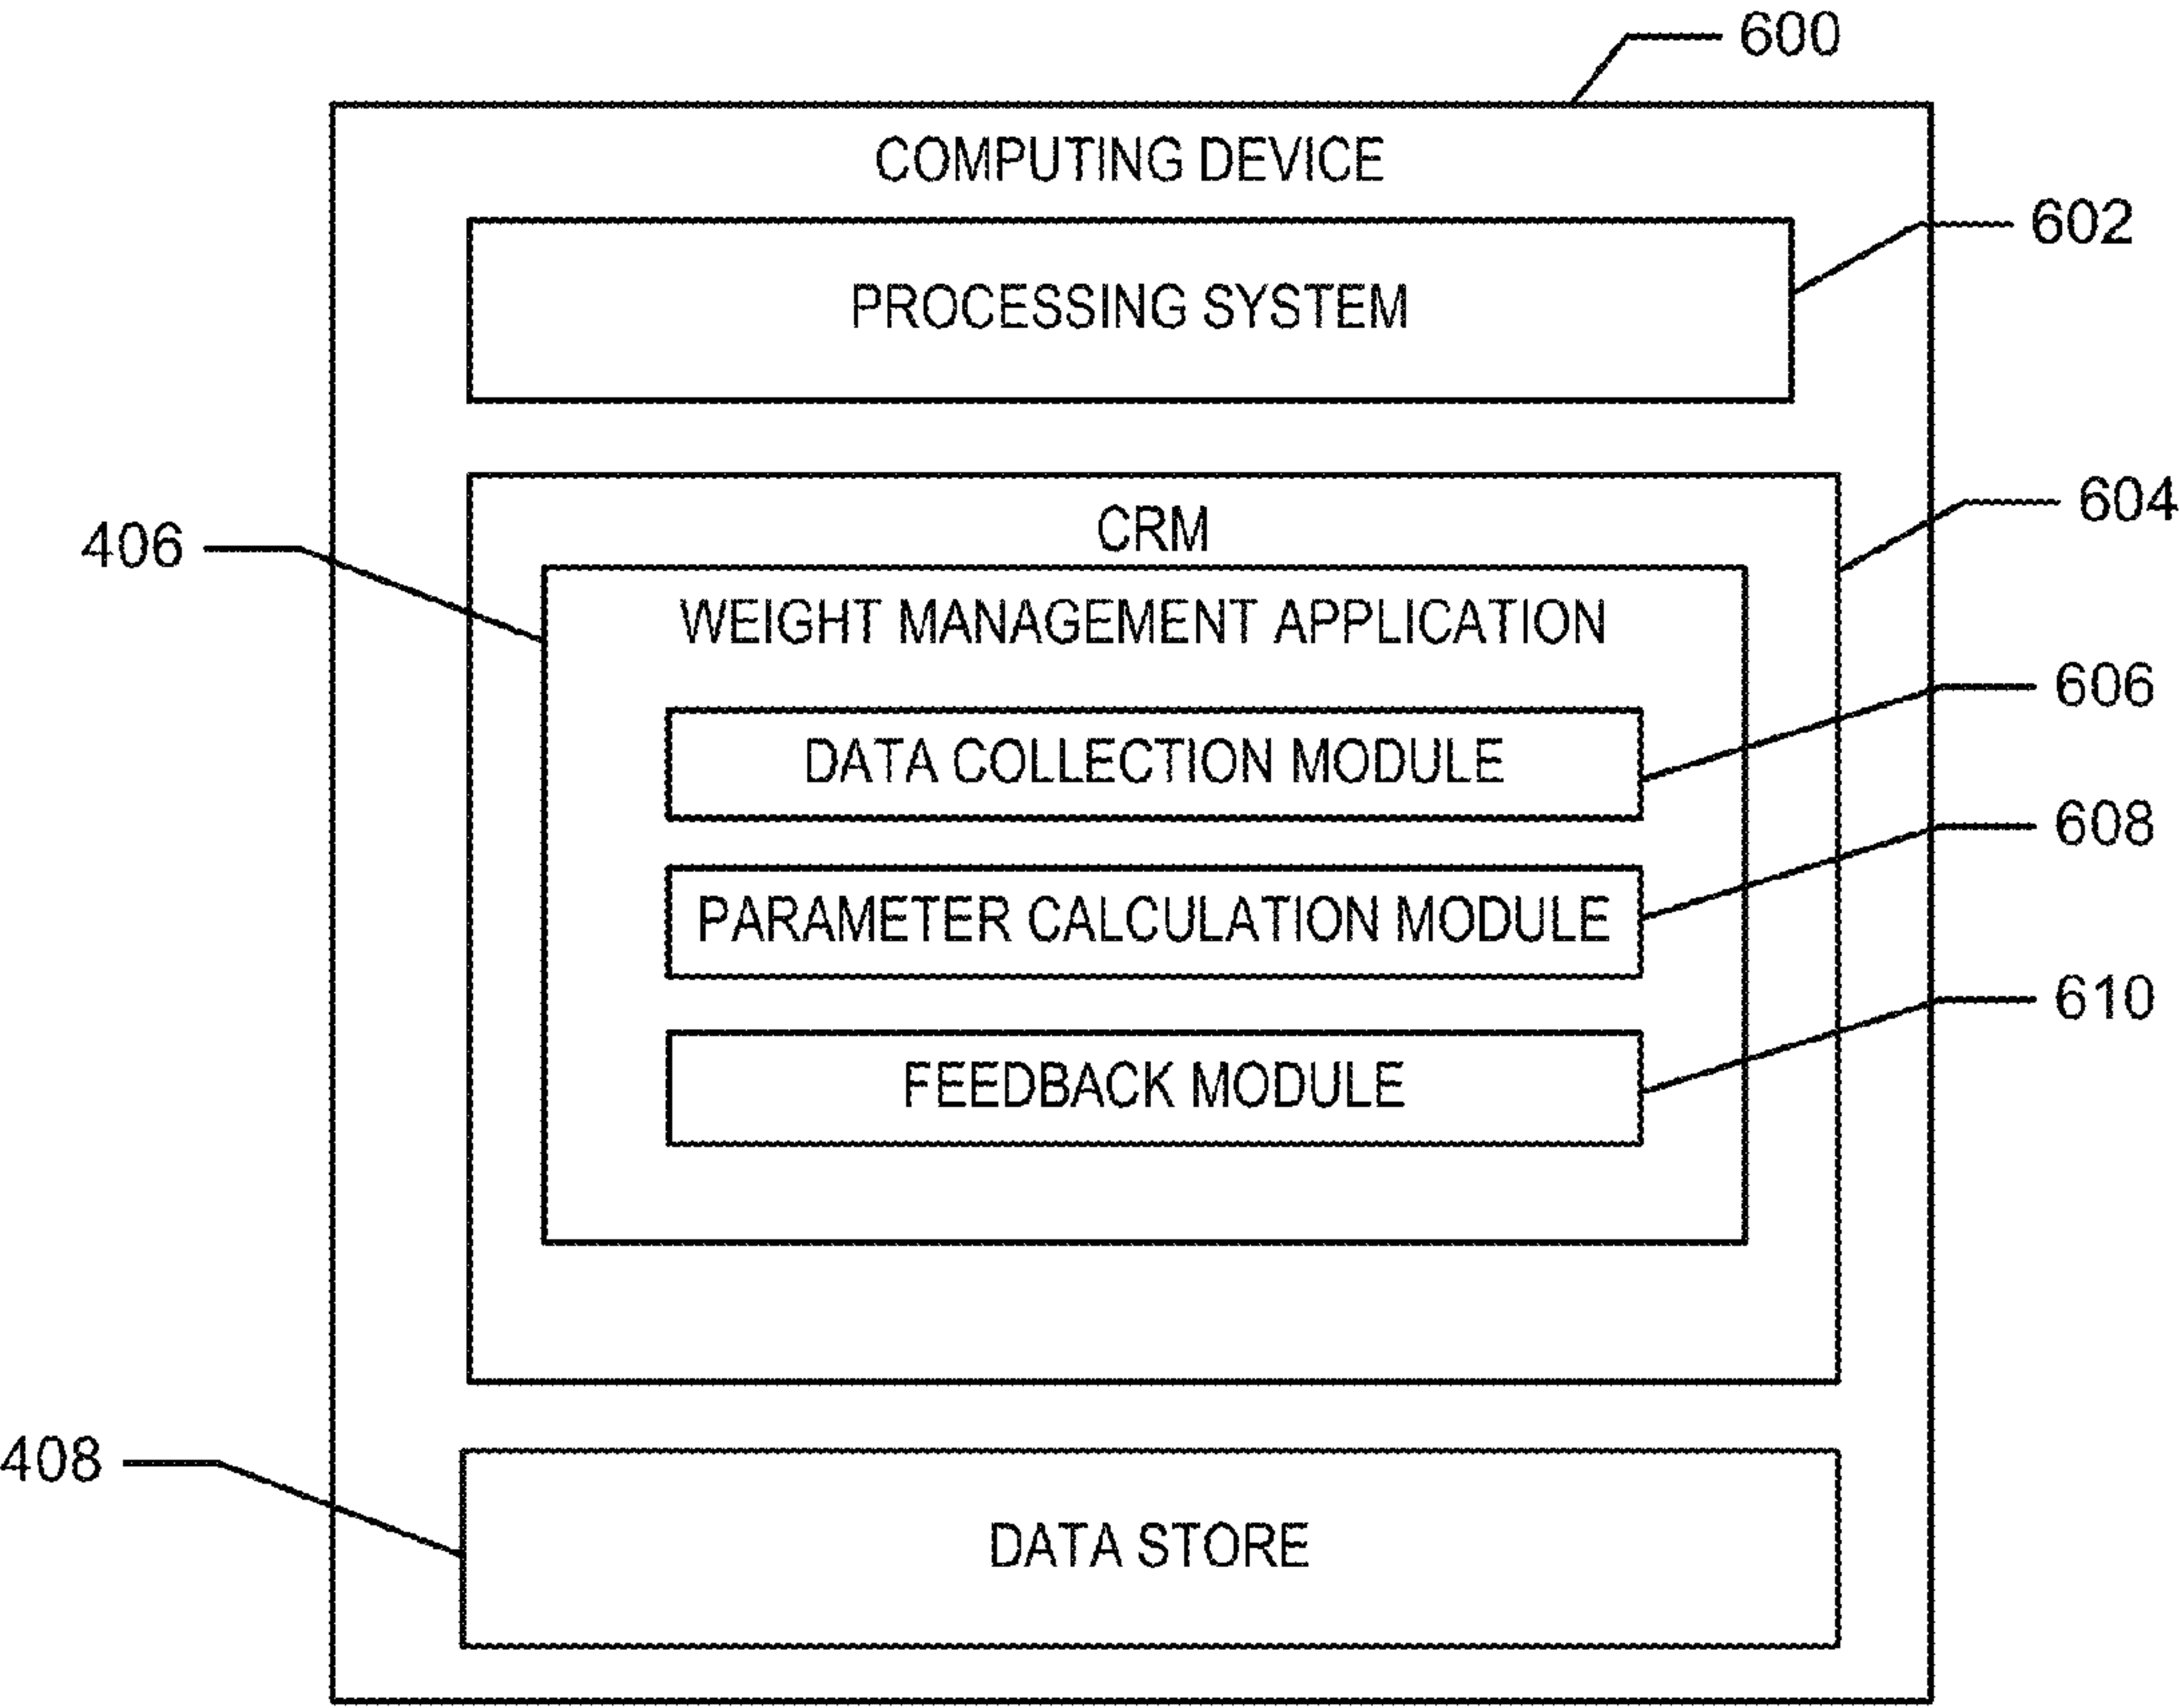 600
COMPUTING DEVICE
602
PROCESSING SYSTEM
604
CRM
406
WEIGHT MANAGEMENT APPLICATION
606
DATA COLLECTION MODULE
608
PARAMETER CALCULATION MODULE
610
FEEDBACK MODULE
408
DATA STORE